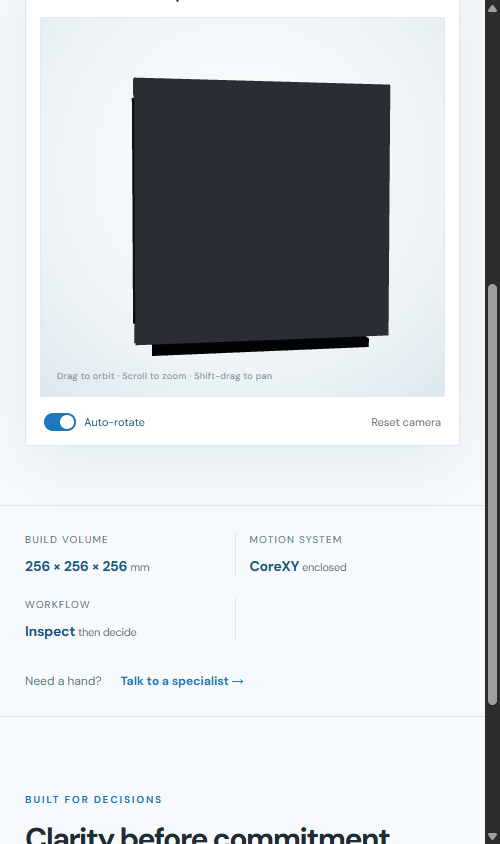 Drag to orbit · Scroll to zoom · Shift-drag to pan
Auto-rotate
Reset camera
BUILD VOLUME
256 × 256 × 256 mm
MOTION SYSTEM
CoreXY enclosed
WORKFLOW
Inspect then decide
Need a hand? Talk to a specialist →
BUILT FOR DECISIONS
Clarity before commitment